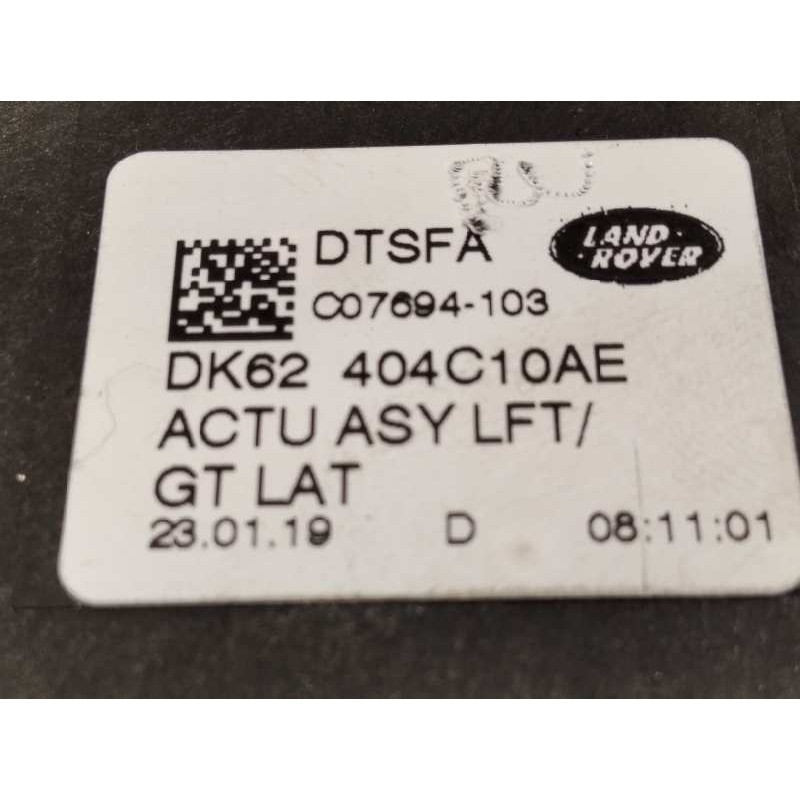 DTSFA
LAND
ROVER
C07694-103
DK62 404C10AE
ACTU ASY LFT/
GT LAT
23.01.19 D 08:11:01